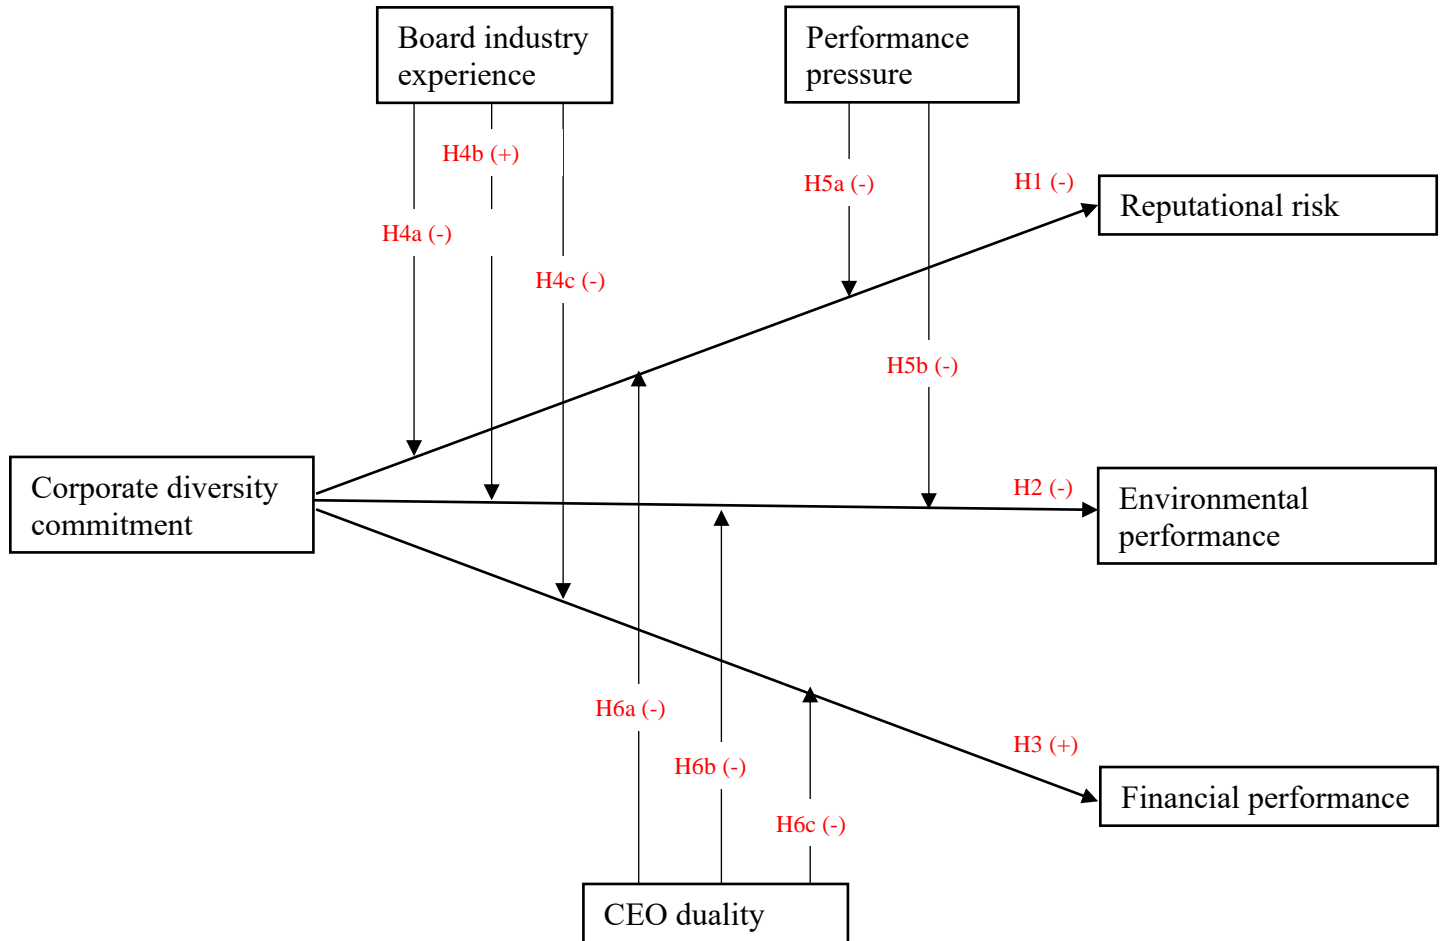 Board industry
experience
Performance
pressure
H4b (+)
H5a (-)
H1 (-)
Reputational risk
H4a (-)
H4c (-)
H5b (-)
Corporate diversity
commitment
H2 (-)
Environmental
performance
H6a (-)
H3 (+)
H6b (-)
Financial performance
H6c (-)
CEO duality